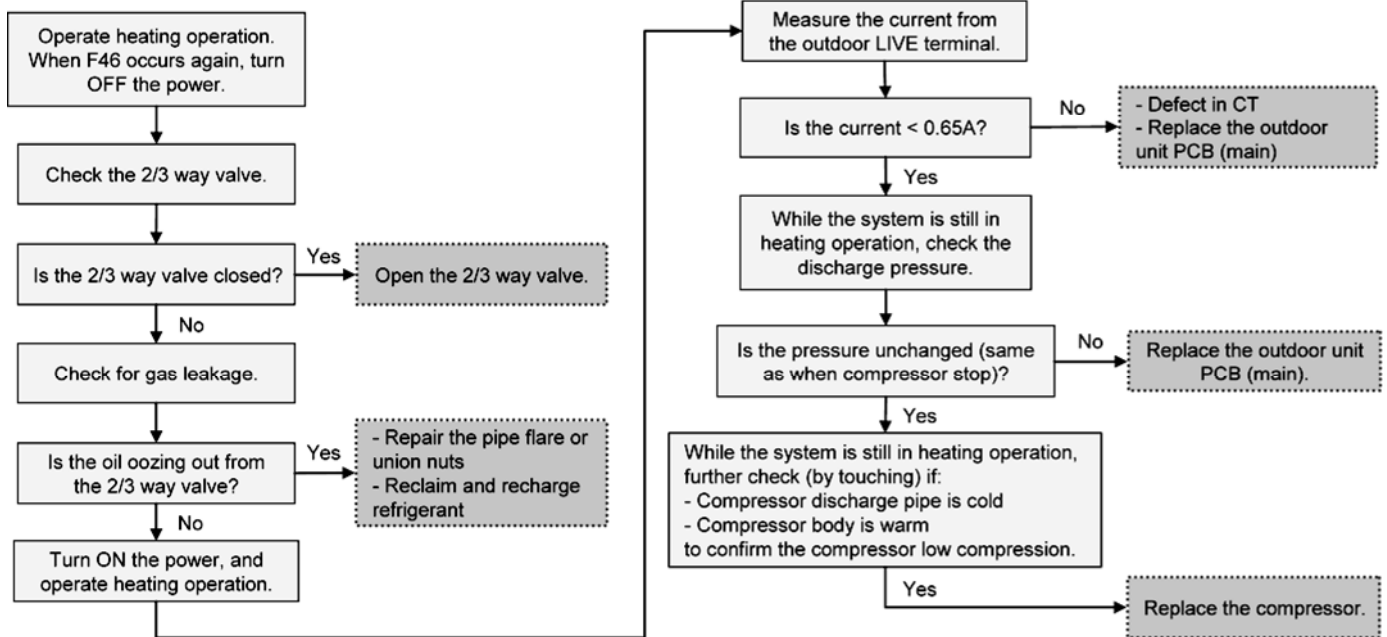 Operate heating operation.
When F46 occurs again, turn
OFF the power.
Check the 2/3 way valve.
Is the 2/3 way valve closed?
Yes
Open the 2/3 way valve.
No
Check for gas leakage.
Is the oil oozing out from
the 2/3 way valve?
Yes
- Repair the pipe flare or
union nuts
- Reclaim and recharge
refrigerant
No
Turn ON the power, and
operate heating operation.
Measure the current from
the outdoor LIVE terminal.
Is the current < 0.65A?
No
- Defect in CT
- Replace the outdoor
unit PCB (main)
Yes
While the system is still in
heating operation, check the
discharge pressure.
Is the pressure unchanged (same
as when compressor stop)?
No
Replace the outdoor unit
PCB (main).
Yes
While the system is still in heating operation,
further check (by touching) if:
- Compressor discharge pipe is cold
- Compressor body is warm
to confirm the compressor low compression.
Yes
Replace the compressor.